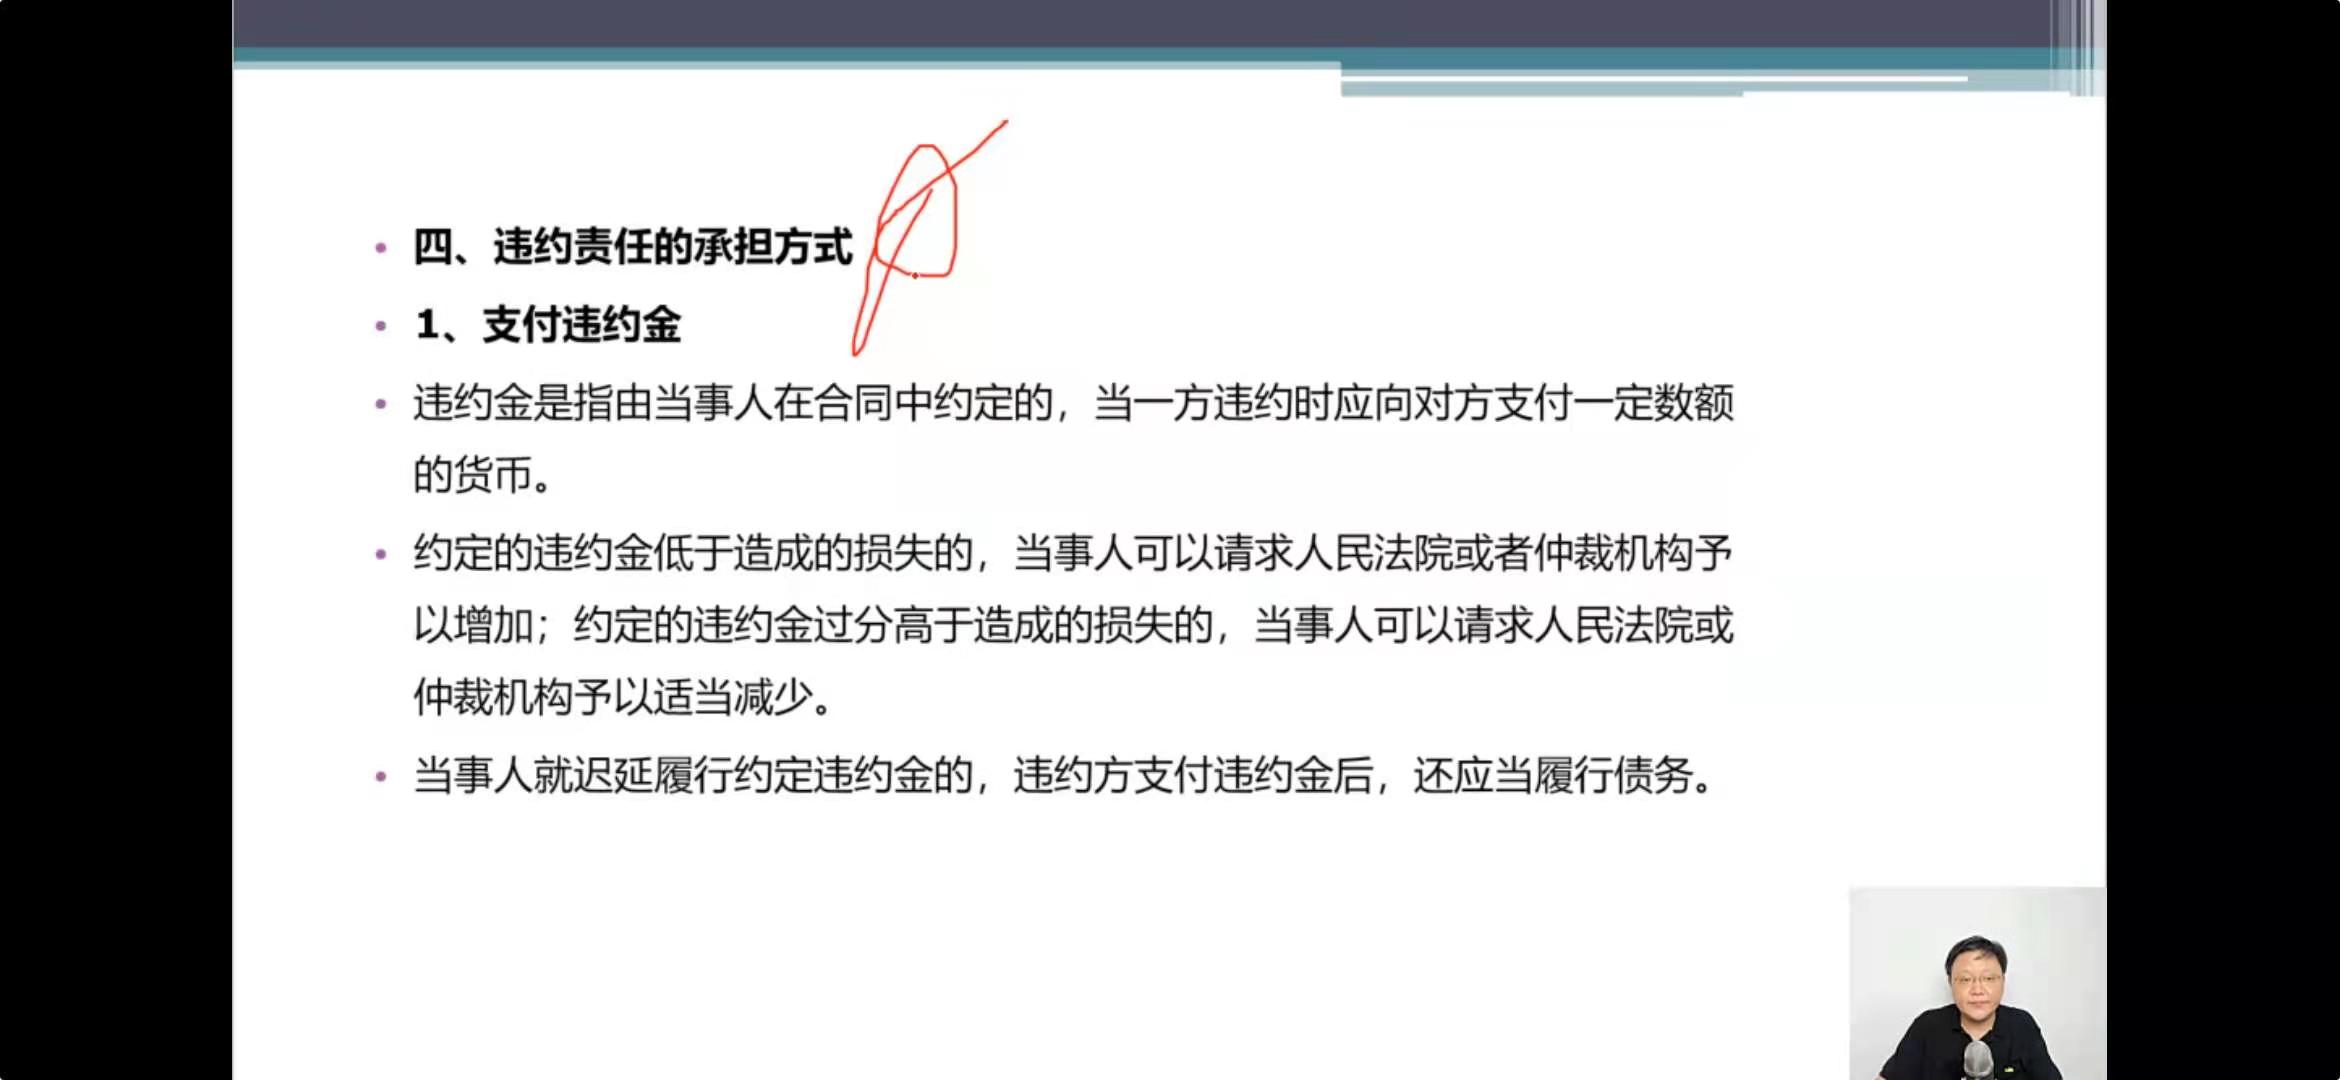 四、违约责任的承担方式
1、支付违约金
违约金是指由当事人在合同中约定的，当一方违约时应向对方支付一定数额
的货币。
约定的违约金低于造成的损失的，当事人可以请求人民法院或者仲裁机构予
以增加；约定的违约金过分高于造成的损失的，当事人可以请求人民法院或
仲裁机构予以适当减少。
当事人就迟延履行约定违约金的，违约方支付违约金后，还应当履行债务。